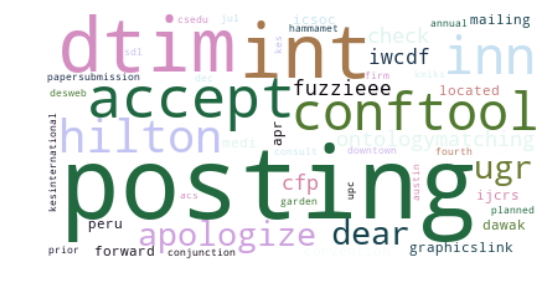 csedu jul icsoc annual mailing
dtim int hammamet check
sdl kes iwcdf inn
papersubmission dec firm
desweb accept fuzzieee located
conftool
kesinternational hilton apr ontologymatching
medi consult downtown fourth
posting ugr
cfp upc austin ijcrs
acs garden planned
peru dawak
apologize dear
prior forward conjunction graphicslink